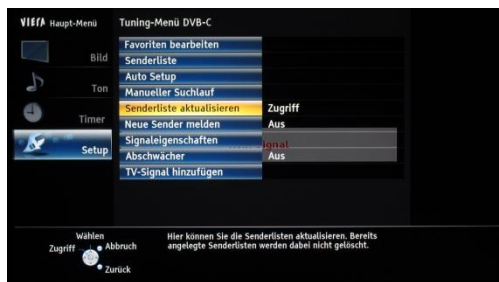 VIERA Haupt-Menü
Tuning-Menü DVB-C
Bild
Ton
Timer
Setup
Favoriten bearbeiten
Senderliste
Auto Setup
Manueller Suchlauf
Senderliste aktualisieren Zugriff
Neue Sender melden Aus
Signaleigenschaften
ignal
Abschwächer Aus
TV-Signal hinzufügen
Wählen
Zugriff
Abbruch
Zurück
Hier können Sie die Senderlisten aktualisieren. Bereits
angelegte Senderlisten werden dabei nicht gelöscht.